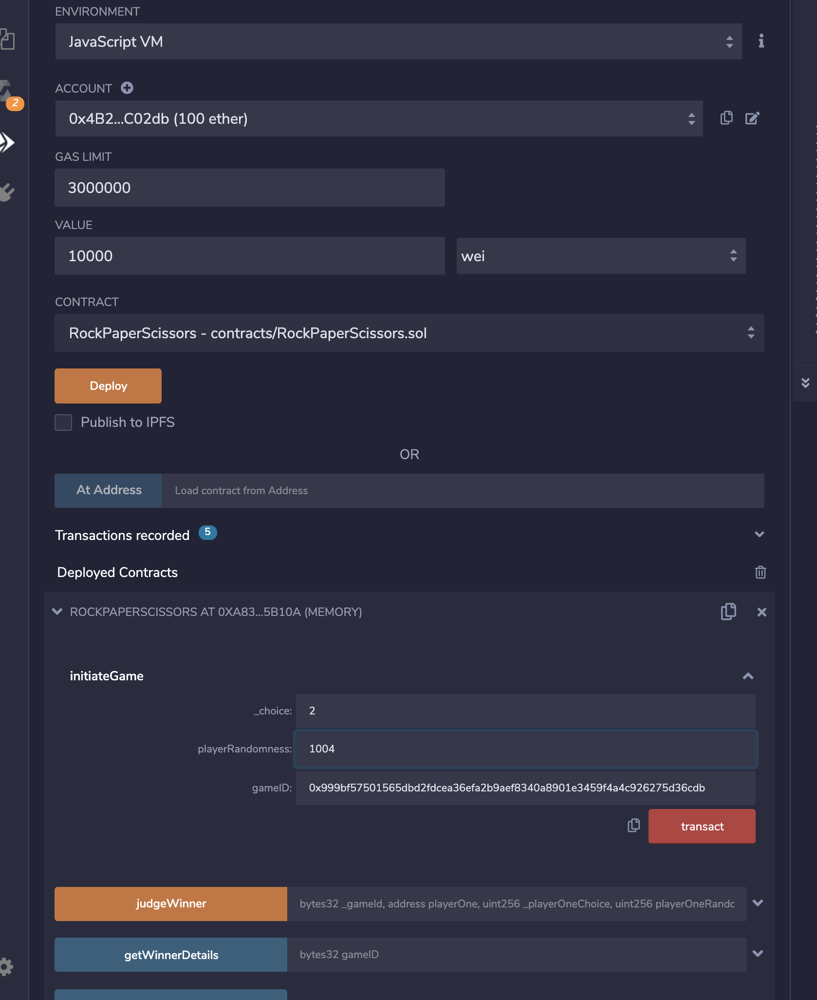 ENVIRONMENT
JavaScript VM
ACCOUNT
2
0x4B2...C02db (100 ether)
GAS LIMIT
3000000
VALUE
10000
wei
CONTRACT
RockPaperScissors - contracts/RockPaperScissors.sol
Deploy
Publish to IPFS
OR
At Address
Load contract from Address
Transactions recorded 5
Deployed Contracts
ROCKPAPERSCISSORS AT 0XA83...5B10A (MEMORY)
initiateGame
_choice: 2
playerRandomness: 1004
gameID: 0x999bf57501565dbd2fdcea36efa2b9aef8340a8901e3459f4a4c926275d36cdb
transact
judgeWinner
bytes32 _gameId, address playerOne, uint256 _playerOneChoice, uint256 playerOneRando
getWinnerDetails
bytes32 gameID